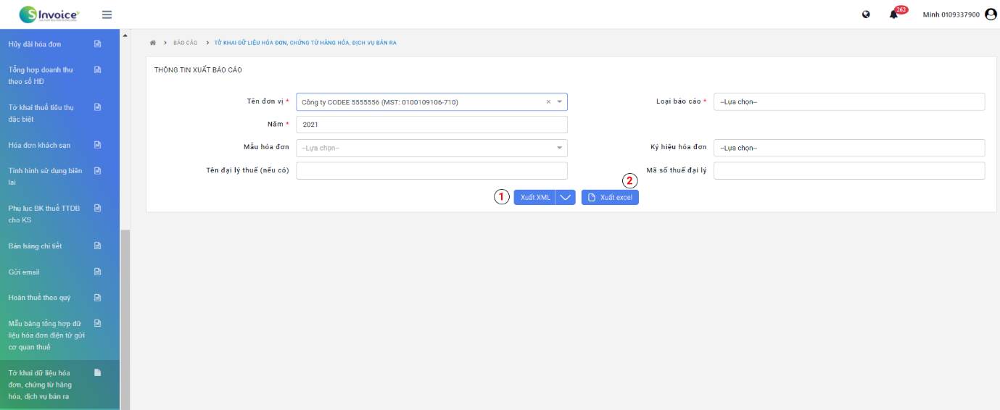 SInvoice
262
Minh 0109337900
Hủy dải hóa đơn
Tổng hợp doanh thu
theo số HĐ
Tờ khai thuế tiêu thụ
đặc biệt
Hóa đơn khách sạn
Tình hình sử dụng biên
lai
Phụ lục BK thuế TTDB
cho KS
Bán hàng chi tiết
Gửi email
Hoàn thuế theo quý
Mẫu bảng tổng hợp dữ
liệu hóa đơn điện tử gửi
cơ quan thuế
Tờ khai dữ liệu hóa
đơn, chứng từ hàng
hóa, dịch vụ bán ra
BÁO CÁO
TỜ KHAI DỮ LIỆU HÓA ĐƠN, CHỨNG TỪ HÀNG HÓA, DỊCH VỤ BÁN RA
THÔNG TIN XUẤT BÁO CÁO
Tên đơn vị * Công ty CODEE 5555556 (MST: 0100109106-710) × Loại báo cáo * --Lựa chọn--
Năm * 2021
Mẫu hóa đơn --Lựa chọn-- Ký hiệu hóa đơn --Lựa chọn--
Tên đại lý thuế (nếu có) Mã số thuế đại lý
1 Xuất XML 2 Xuất excel